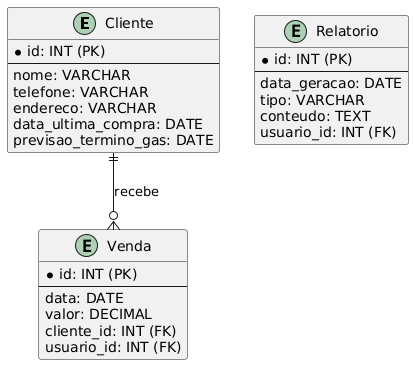 E Cliente
id: INT (PK)
nome: VARCHAR
telefone: VARCHAR
endereco: VARCHAR
data_ultima_compra: DATE
previsao_termino_gas: DATE
E Relatorio
id: INT (PK)
data_geracao: DATE
tipo: VARCHAR
conteudo: TEXT
usuario_id: INT (FK)
recebe
E Venda
id: INT (PK)
data: DATE
valor: DECIMAL
cliente_id: INT (FK)
usuario_id: INT (FK)